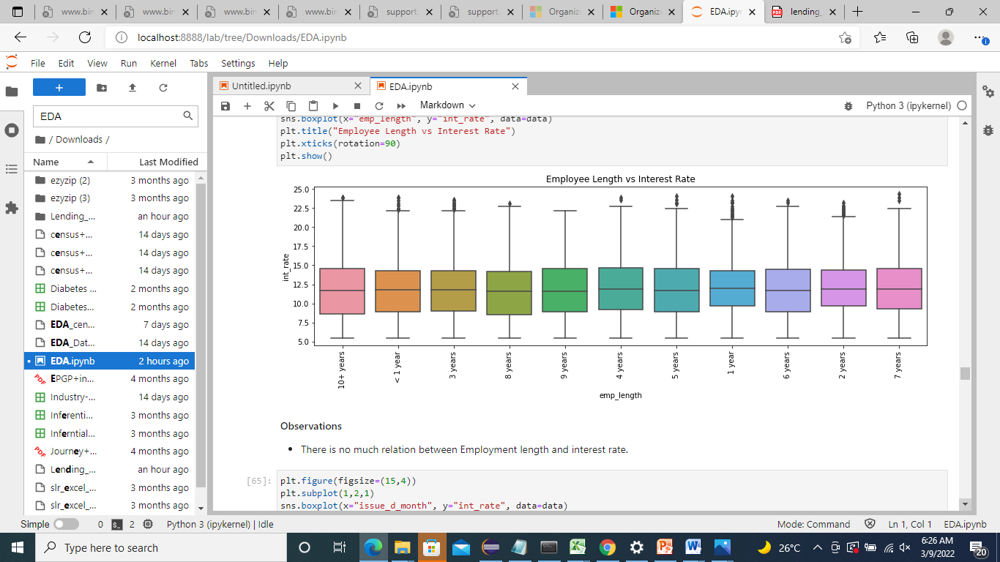 www.bin
www.bin
www.bin
www.bin
support.
support.
Organize
Organize
EDA.ipyn
lending_
localhost:8888/lab/tree/Downloads/EDA.ipynb
File Edit View Run Kernel Tabs Settings Help
Untitled.ipynb
EDA.ipynb
Markdown
Python 3 (ipykernel)
EDA
/ Downloads /
Name Last Modified
ezyzip (2) 3 months ago
ezyzip (3) 3 months ago
Lending_... an hour ago
census+... 14 days ago
census+... 14 days ago
census+... 14 days ago
Diabetes ... 2 months ago
Diabetes... 2 months ago
EDA_cen... 7 days ago
EDA_Dat... 14 days ago
EDA.ipynb 2 hours ago
EPGP+in... 4 months ago
Industry-... 14 days ago
Inferenti... 3 months ago
Inferntial... 3 months ago
Journey+... 4 months ago
Lending_... an hour ago
slr_excel_... 3 months ago
slr_excel_... 3 months ago
sns.boxplot(x="emp_length", y="int_rate", data=data)
plt.title("Employee Length vs Interest Rate")
plt.xticks(rotation=90)
plt.show()
Employee Length vs Interest Rate
25.0
22.5
20.0
17.5
15.0
12.5
10.0
7.5
5.0
int_rate
10+ years
< 1 year
3 years
8 years
9 years
4 years
5 years
1 year
6 years
2 years
7 years
emp_length
Observations
• There is no much relation between Employment length and interest rate.
[65]:
plt.figure(figsize=(15,4))
plt.subplot(1,2,1)
sns.boxplot(x="issue_d_month", y="int_rate", data=data)
Simple 0 2 Python 3 (ipykernel) | Idle Mode: Command Ln 1, Col 1 EDA.ipynb
Type here to search
26°C
6:26 AM
3/9/2022
20